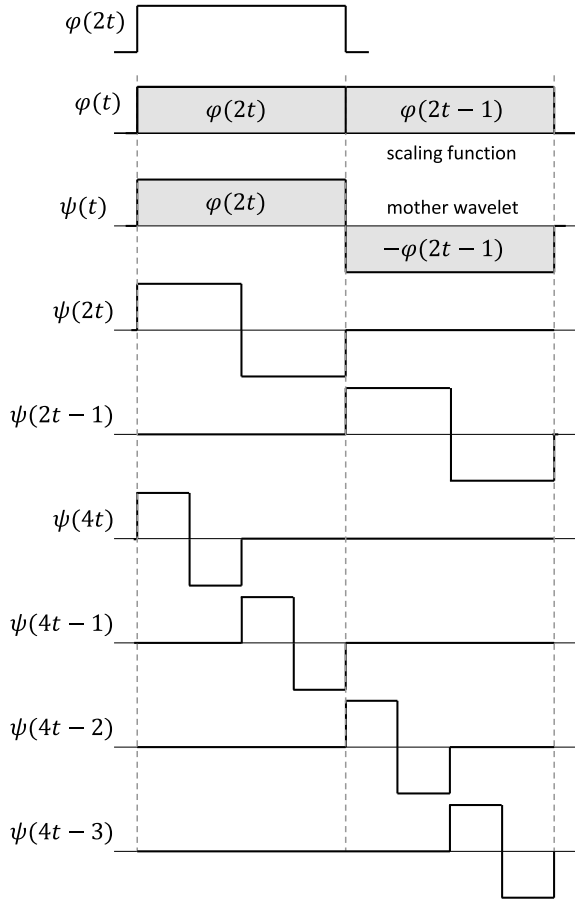 φ(2t)
φ(t) φ(2t) φ(2t − 1)
scaling function
ψ(t) φ(2t) mother wavelet
−φ(2t − 1)
ψ(2t)
ψ(2t − 1)
ψ(4t)
ψ(4t − 1)
ψ(4t − 2)
ψ(4t − 3)